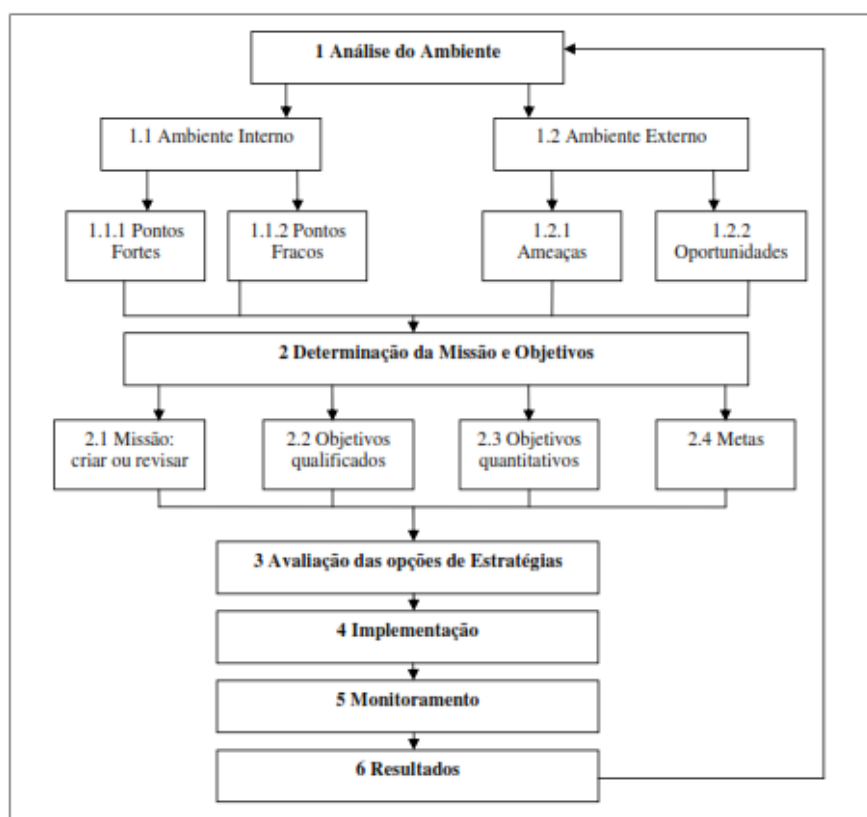 1 Análise do Ambiente
1.1 Ambiente Interno
1.2 Ambiente Externo
1.1.1 Pontos
Fortes
1.1.2 Pontos
Fracos
1.2.1
Ameaças
1.2.2
Oportunidades
2 Determinação da Missão e Objetivos
2.1 Missão:
criar ou revisar
2.2 Objetivos
qualificados
2.3 Objetivos
quantitativos
2.4 Metas
3 Avaliação das opções de Estratégias
4 Implementação
5 Monitoramento
6 Resultados